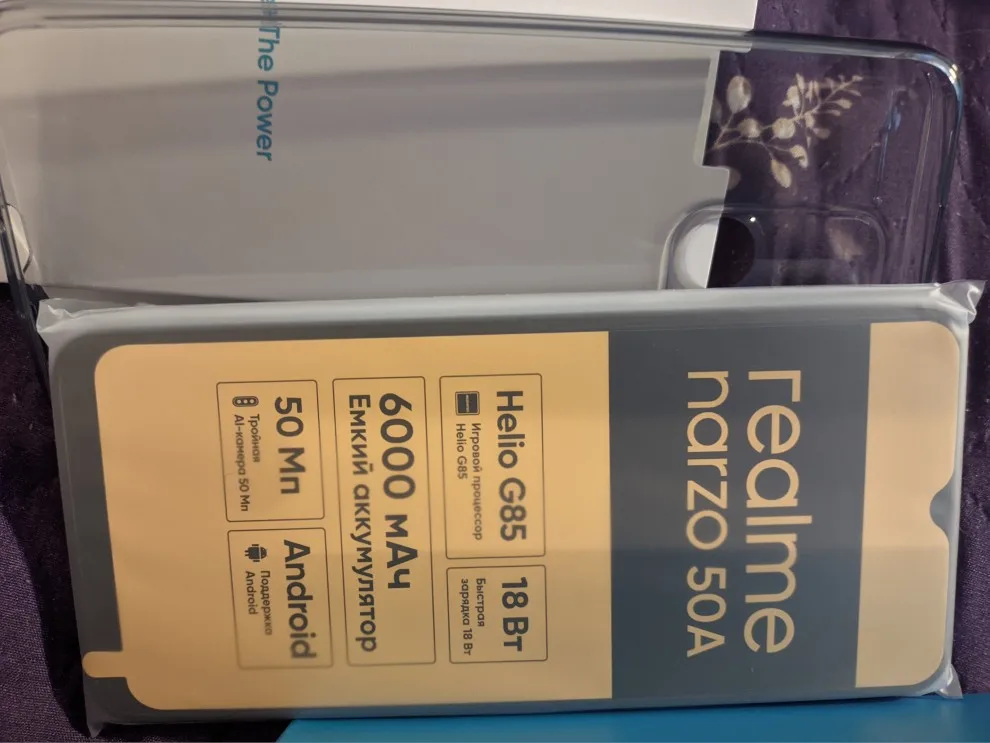 The Power
realme
narzo 50A
Helio G85
Игровой процессор
Helio G85
18 Вт
Быстрая
зарядка 18 Вт
6000 мАч
Емкий аккумулятор
50 Мп
Тройная
AI-камера 50 Мп
Android
Поддержка
Android